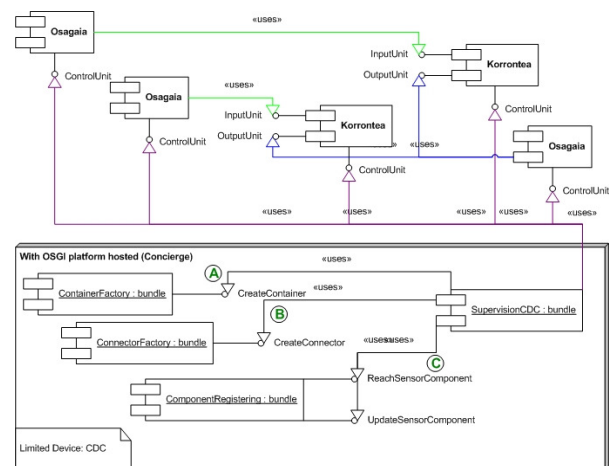 «uses»
Osagaia
InputUnit
OutputUnit
Korrontea
ControlUnit
«uses»
Osagaia
InputUnit
OutputUnit
Korrontea
ControlUnit
ControlUnit
«uses»
«uses»
Osagaia
ControlUnit
ControlUnit
«uses»
«uses»
«uses»
«uses»
«uses»
With OSGI platform hosted (Concierge)
A
«uses»
ContainerFactory : bundle
CreateContainer
«uses»
B
SupervisionCDC : bundle
ConnectorFactory : bundle
CreateConnector
«uses»
«uses»
C
ReachSensorComponent
ComponentRegistering : bundle
UpdateSensorComponent
Limited Device: CDC